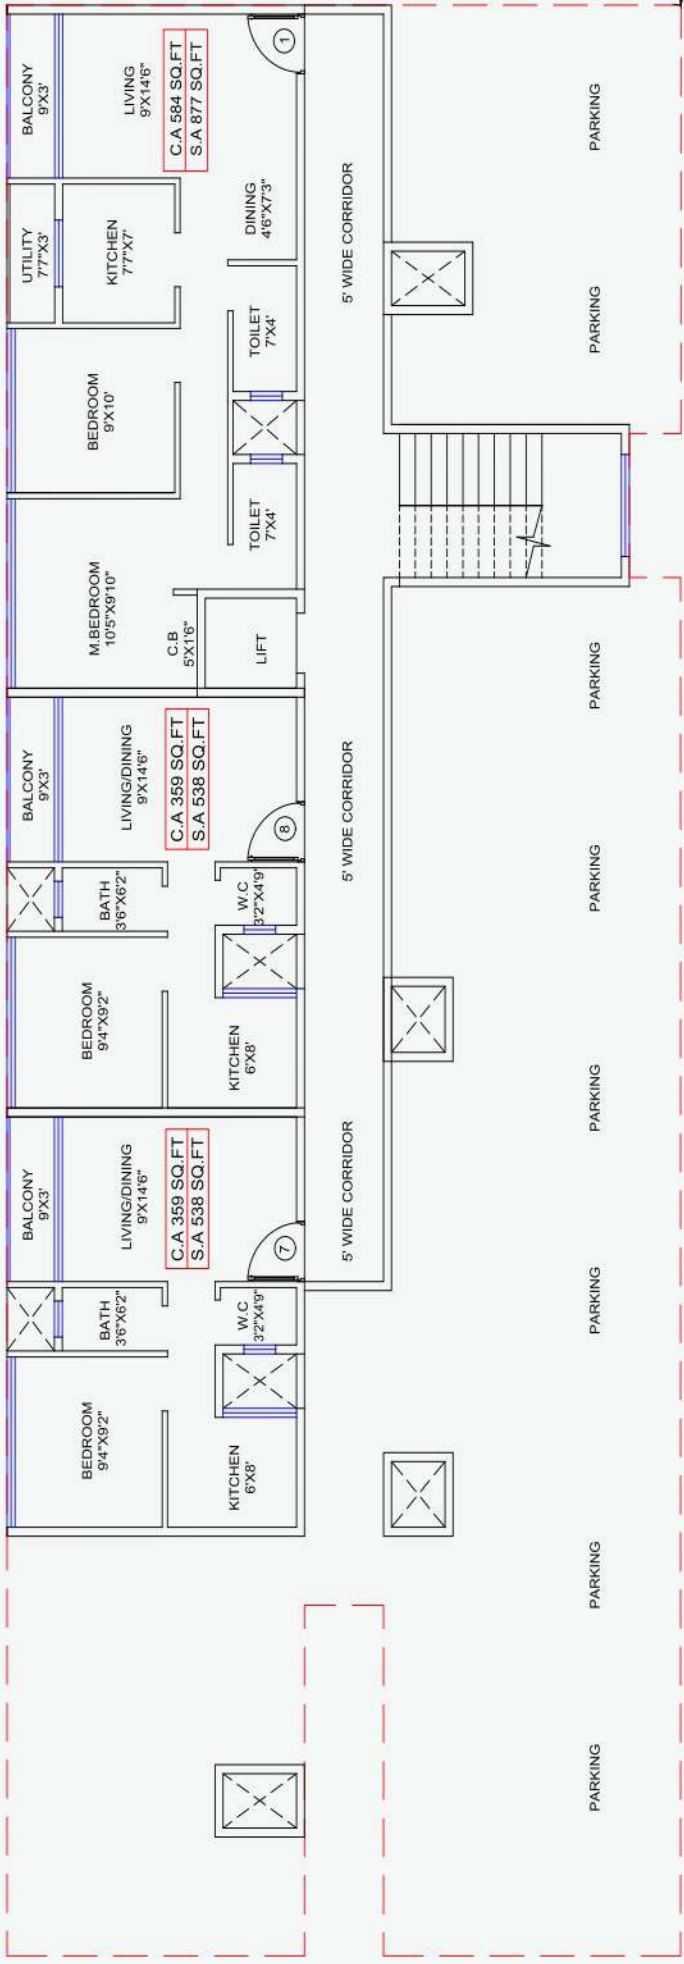 BALCONY
9'X3'
LIVING
9'X14'6"
C.A 584 SQ.FT
S.A 877 SQ.FT
1
UTILITY
7'7"X3'
KITCHEN
7'7"X7'
DINING
4'6"X7'3"
BEDROOM
9'X10'
TOILET
7'X4'
TOILET
7'X4'
M.BEDROOM
10'5"X9'10"
C.B
5'X1'6"
LIFT
5' WIDE CORRIDOR
PARKING
PARKING
BALCONY
9'X3'
LIVING/DINING
9'X14'6"
C.A 359 SQ.FT
S.A 538 SQ.FT
8
BATH
3'6"X6'2"
W.C
3'2"X4'9"
BEDROOM
9'4"X9'2"
KITCHEN
6'X8'
5' WIDE CORRIDOR
PARKING
PARKING
PARKING
BALCONY
9'X3'
LIVING/DINING
9'X14'6"
C.A 359 SQ.FT
S.A 538 SQ.FT
7
BATH
3'6"X6'2"
W.C
3'2"X4'9"
BEDROOM
9'4"X9'2"
KITCHEN
6'X8'
5' WIDE CORRIDOR
PARKING
PARKING
PARKING